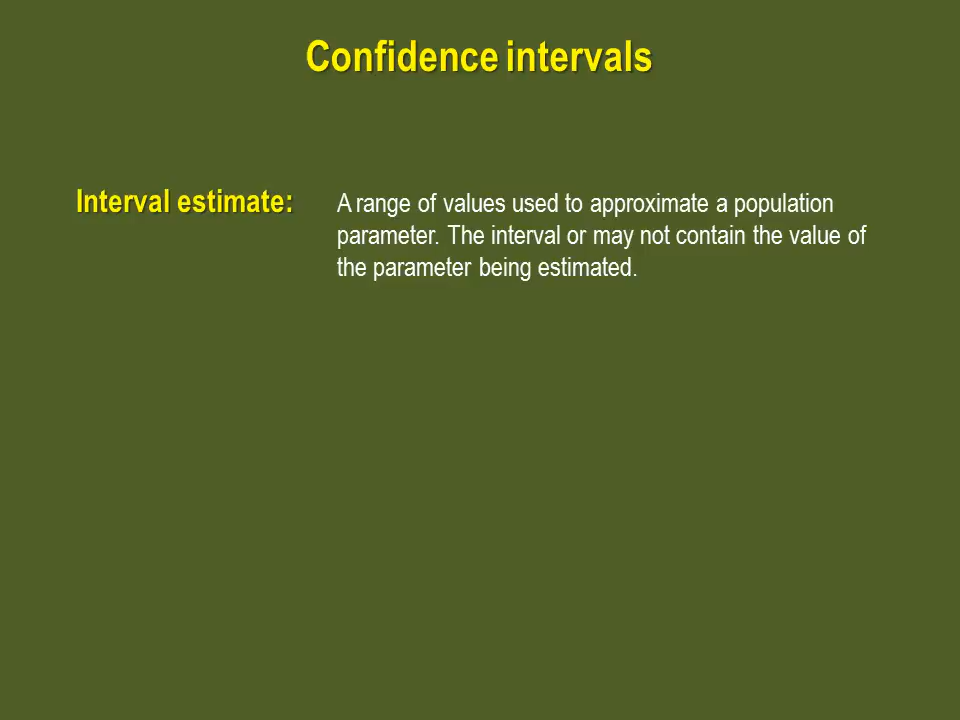 Confidence intervals
Interval estimate:
A range of values used to approximate a population
parameter. The interval or may not contain the value of
the parameter being estimated.